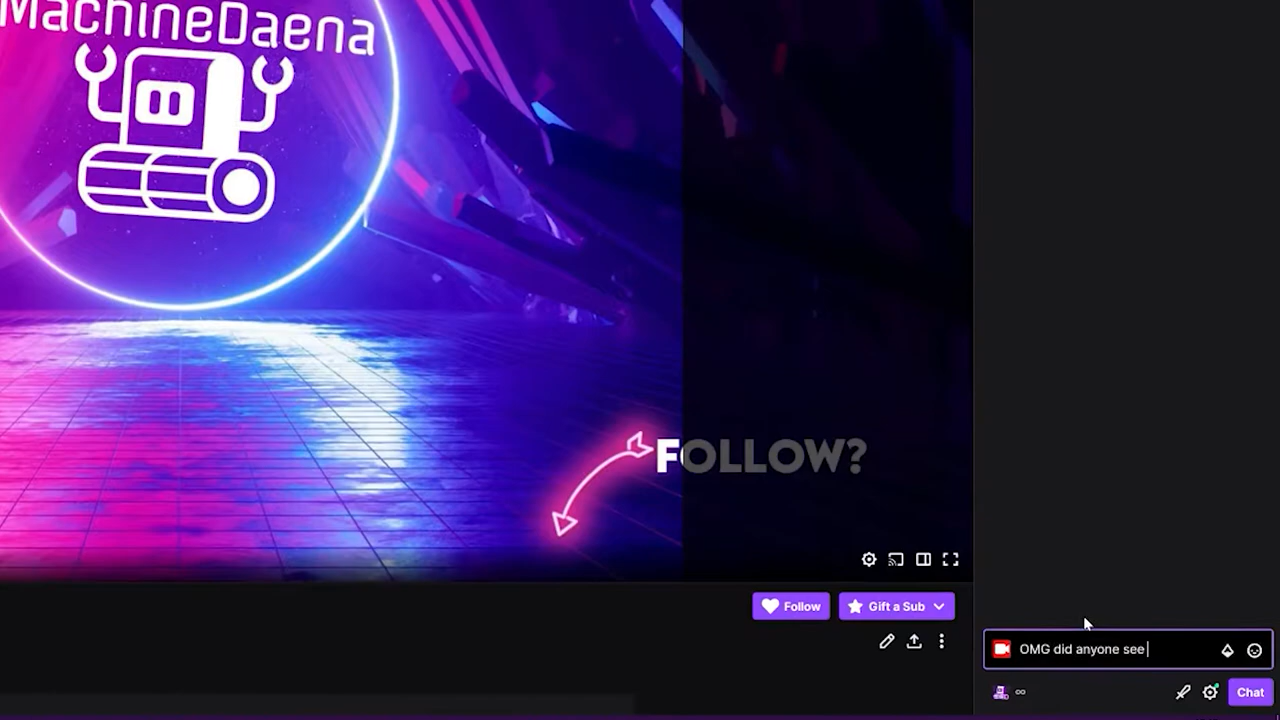 MachineDaena
FOLLOW?
Follow
Gift a Sub
OMG did anyone see
Chat